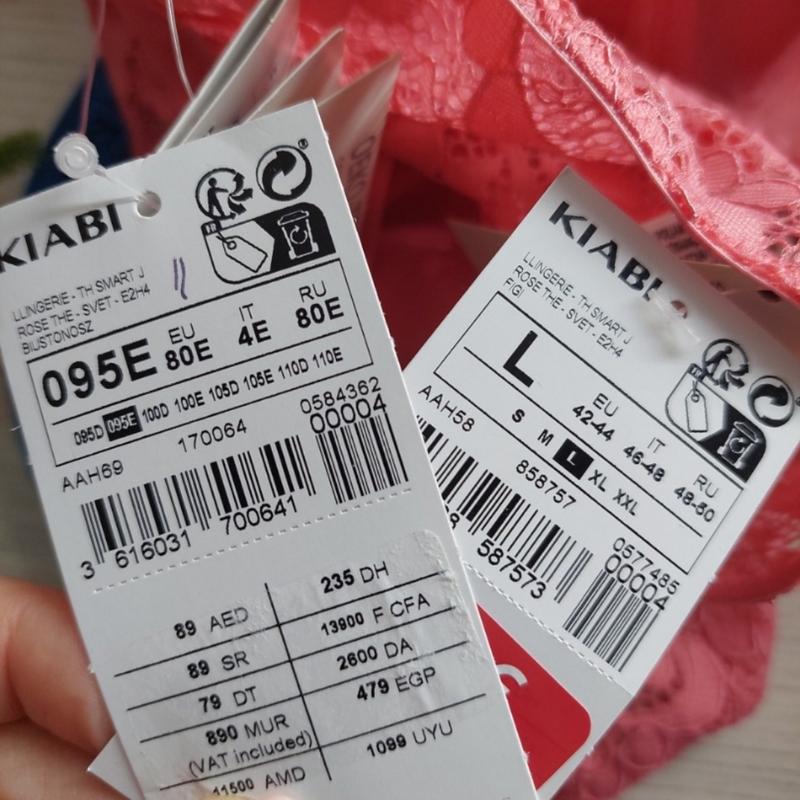 KIABI
LLINGERIE - TH SMART J
ROSE THE - SVET - E2H4
BIUSTONOSZ
095E
EU
80E
IT
4E
RU
80E
095D 095E 100D 100E 105D 105E 110D 110E
0584362
00004
AAH69
170064
3 616031 700641
235 DH
89 AED
13900 F CFA
89 SR
2600 DA
79 DT
479 EGP
890 MUR
(VAT included)
1099 UYU
11500 AMD
KIABI
LLINGERIE - TH SMART J
ROSE THE - SVET - E2H4
FIGI
L
EU
42-44
IT
46-48
RU
48-50
S M L XL XXL
AAH58
858757
0577485
00004
587573